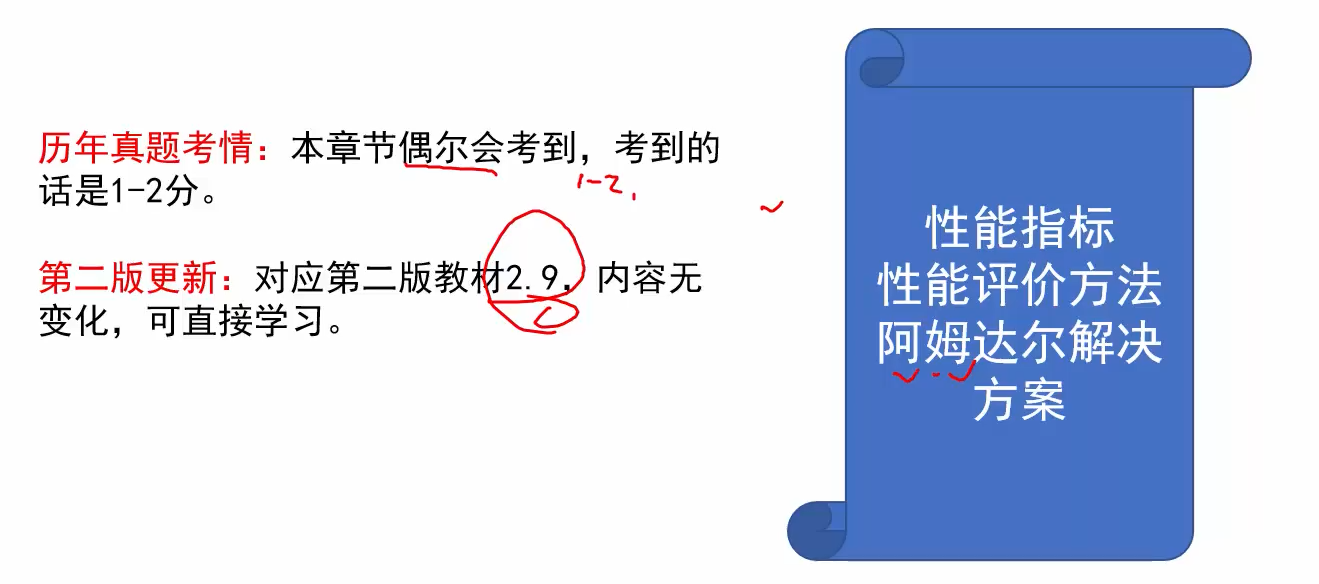 历年真题考情：本章节偶尔会考到，考到的
话是1-2分。
1-2.
第二版更新：对应第二版教材2.9，内容无
变化，可直接学习。
性能指标
性能评价方法
阿姆达尔解决
方案